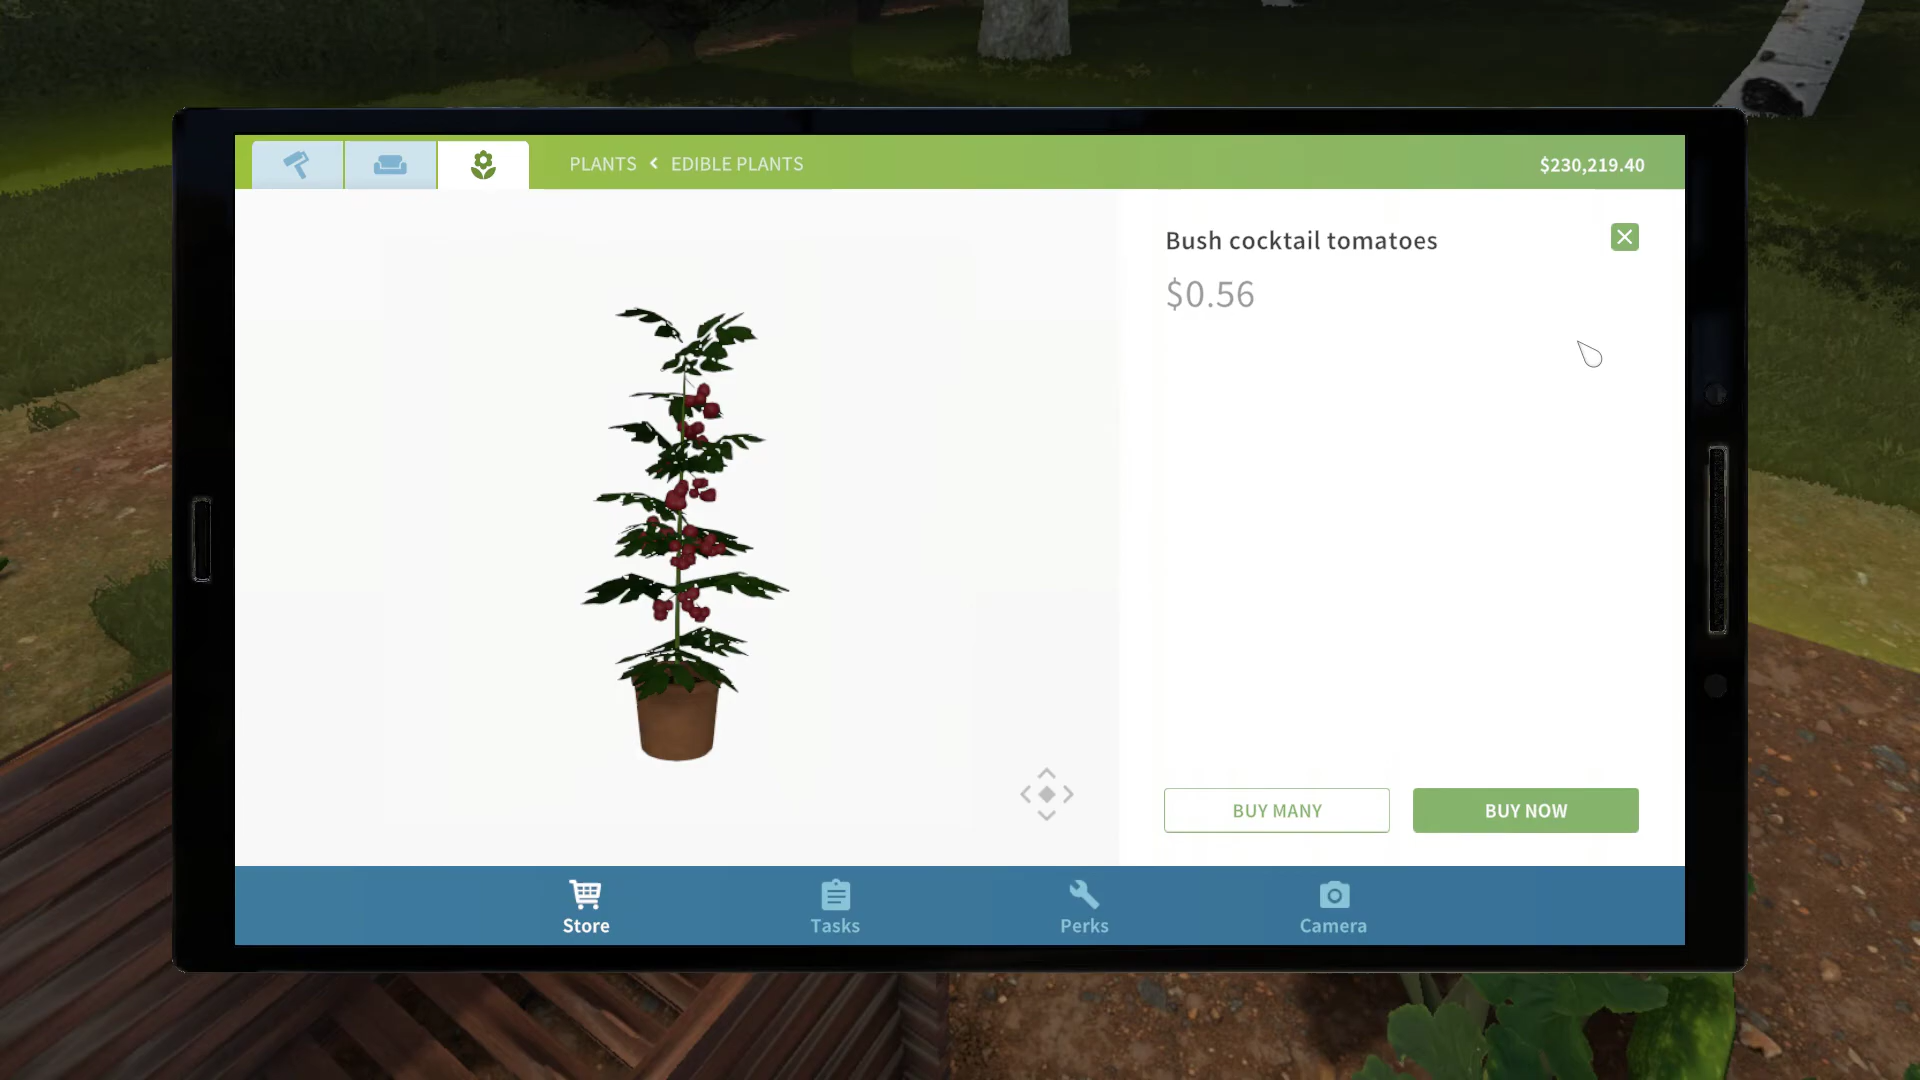 PLANTS < EDIBLE PLANTS
$230,219.40
Bush cocktail tomatoes
$0.56
BUY MANY
BUY NOW
Store
Tasks
Perks
Camera